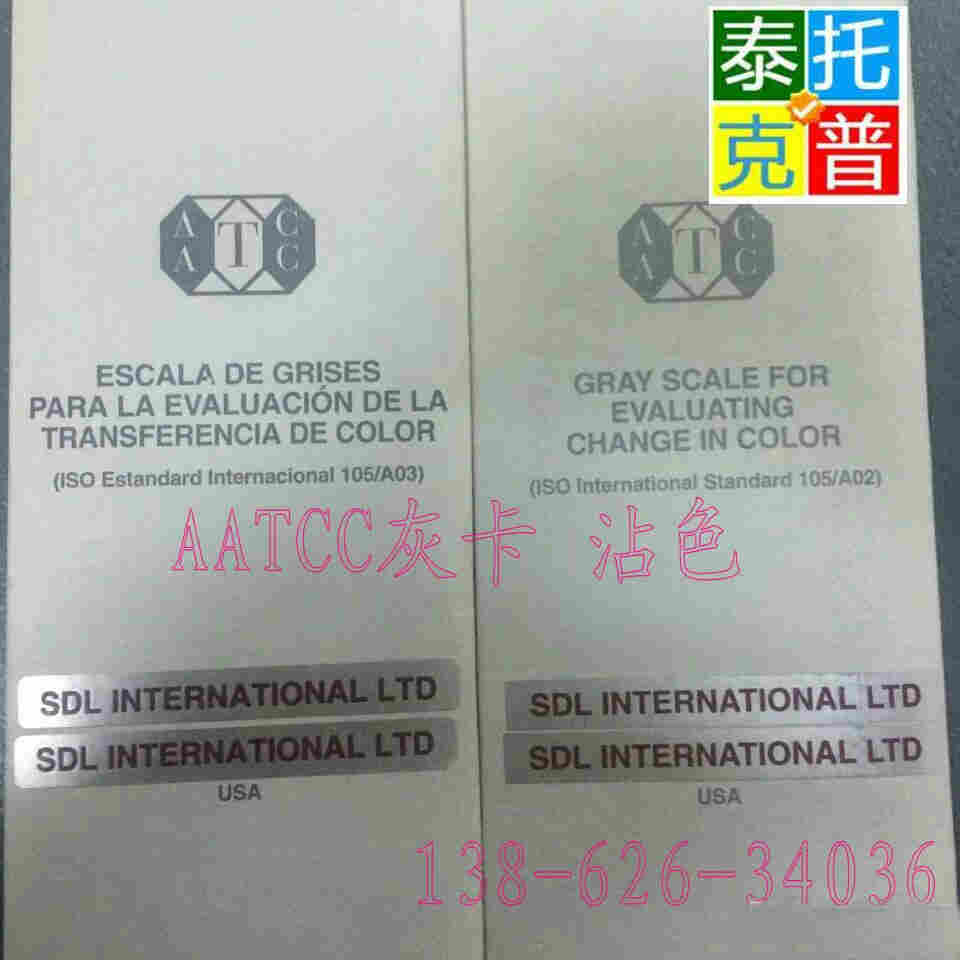 泰托
克普
A C
A T C
ESCALA DE GRISES
PARA LA EVALUACIÓN DE LA
TRANSFERENCIA DE COLOR
(ISO Estandard Internacional 105/A03)
SDL INTERNATIONAL LTD
SDL INTERNATIONAL LTD
USA
A C
A T C
GRAY SCALE FOR
EVALUATING
CHANGE IN COLOR
(ISO International Standard 105/A02)
SDL INTERNATIONAL LTD
SDL INTERNATIONAL LTD
USA
AATCC灰卡 沾色
138-626-34036